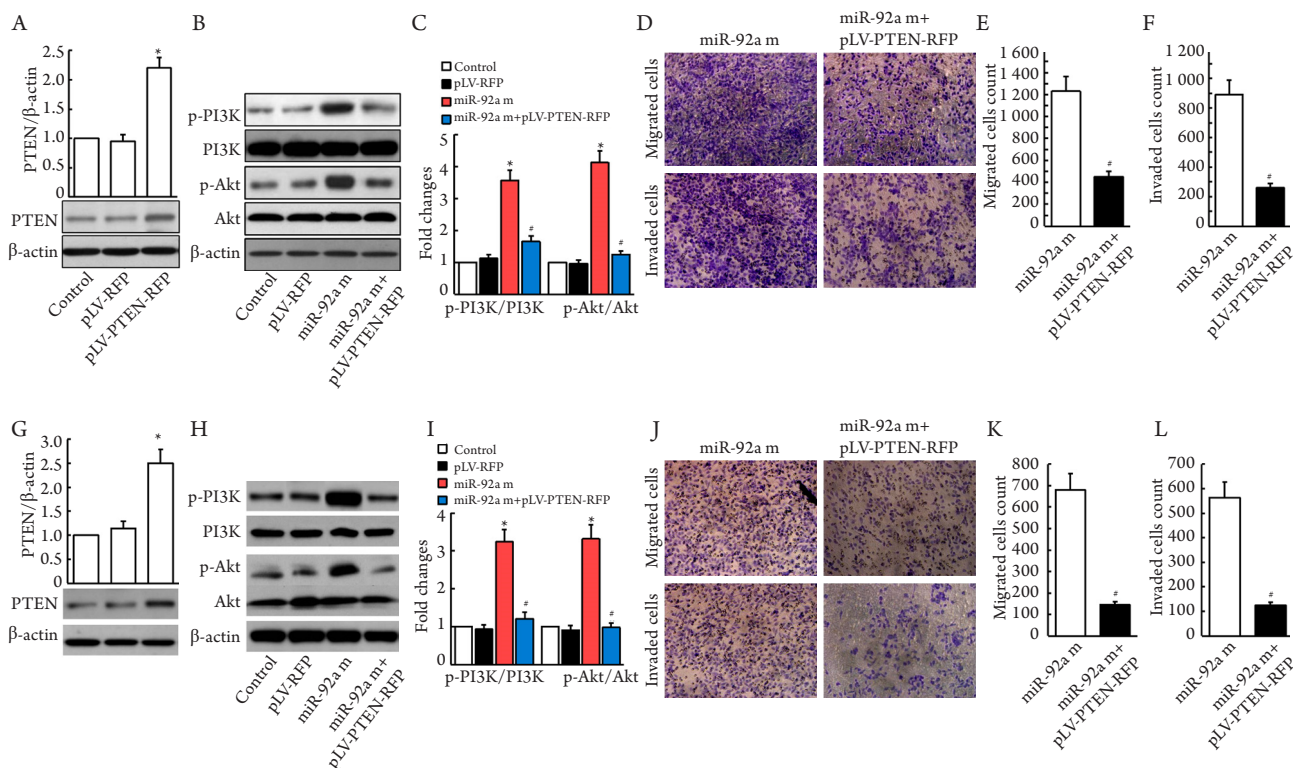 A
PTEN/β-actin
2.5
2.0
1.5
1.0
0.5
0
*
PTEN
β-actin
Control
pLV-RFP
pLV-PTEN-RFP
B
p-PI3K
PI3K
p-Akt
Akt
β-actin
Control
pLV-RFP
miR-92a m
miR-92a m+
pLV-PTEN-RFP
C
Control
pLV-RFP
miR-92a m
miR-92a m+pLV-PTEN-RFP
Fold changes
5
4
3
2
1
0
*
#
*
#
p-PI3K/PI3K
p-Akt/Akt
D
miR-92a m
miR-92a m+
pLV-PTEN-RFP
Migrated cells
Invaded cells
E
Migrated cells count
1 600
1 400
1 200
1 000
800
600
400
200
0
#
miR-92a m
miR-92a m+
pLV-PTEN-RFP
F
Invaded cells count
1 200
1 000
800
600
400
200
0
#
miR-92a m
miR-92a m+
pLV-PTEN-RFP
G
PTEN/β-actin
3.0
2.5
2.0
1.5
1.0
0.5
0
*
PTEN
β-actin
H
p-PI3K
PI3K
p-Akt
Akt
β-actin
Control
pLV-RFP
miR-92a m
miR-92a m+
pLV-PTEN-RFP
I
Control
pLV-RFP
miR-92a m
miR-92a m+pLV-PTEN-RFP
Fold changes
4
3
2
1
0
*
#
*
#
p-PI3K/PI3K
p-Akt/Akt
J
miR-92a m
miR-92a m+
pLV-PTEN-RFP
Migrated cells
Invaded cells
K
Migrated cells count
800
700
600
500
400
300
200
100
0
#
miR-92a m
miR-92a m+
pLV-PTEN-RFP
L
Invaded cells count
700
600
500
400
300
200
100
0
#
miR-92a m
miR-92a m+
pLV-PTEN-RFP